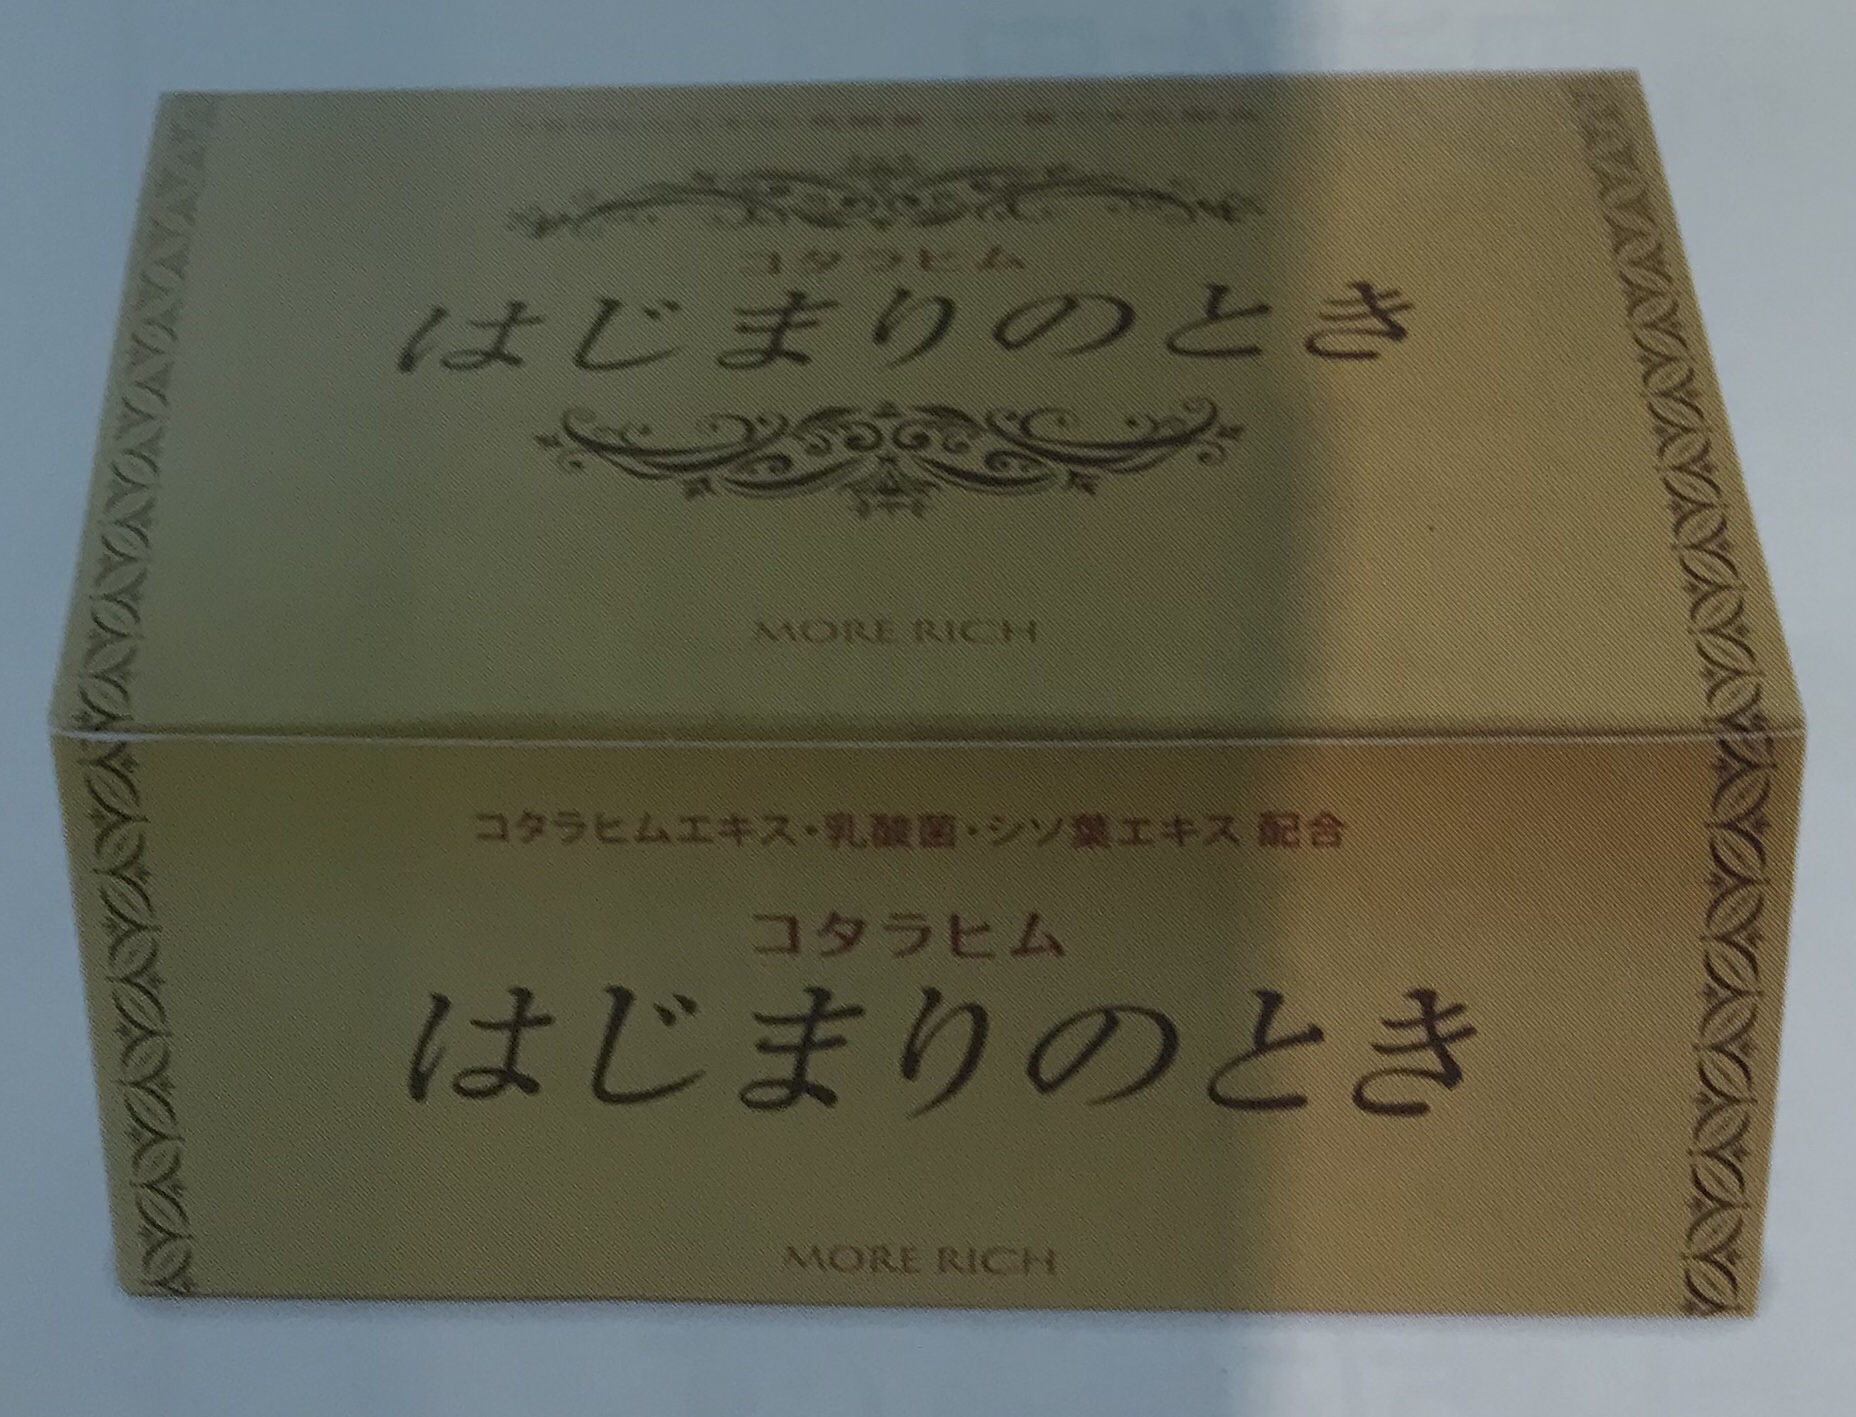 コタラヒム
はじまりのとき
MORE RICH
コタラヒムエキス・乳酸菌・シソ葉エキス 配合
コタラヒム
はじまりのとき
MORE RICH